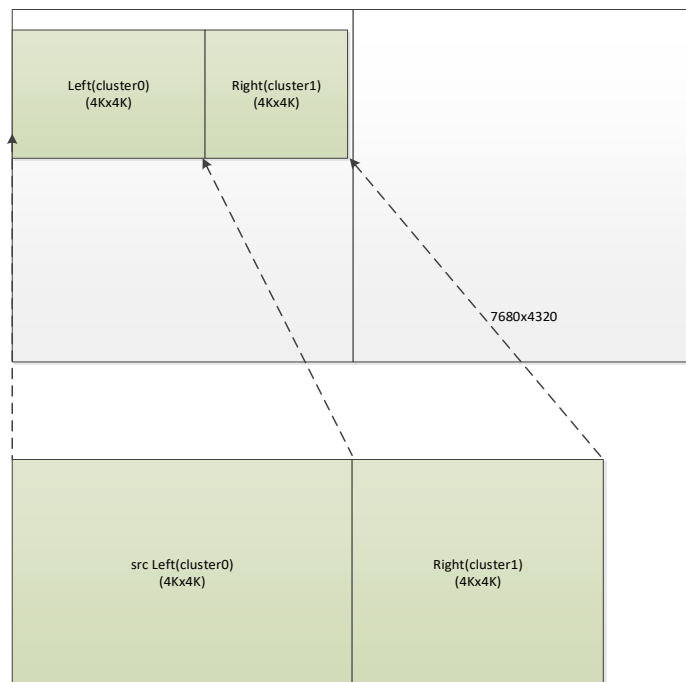 Left(cluster0)
(4Kx4K)
Right(cluster1)
(4Kx4K)
7680x4320
src Left(cluster0)
(4Kx4K)
Right(cluster1)
(4Kx4K)